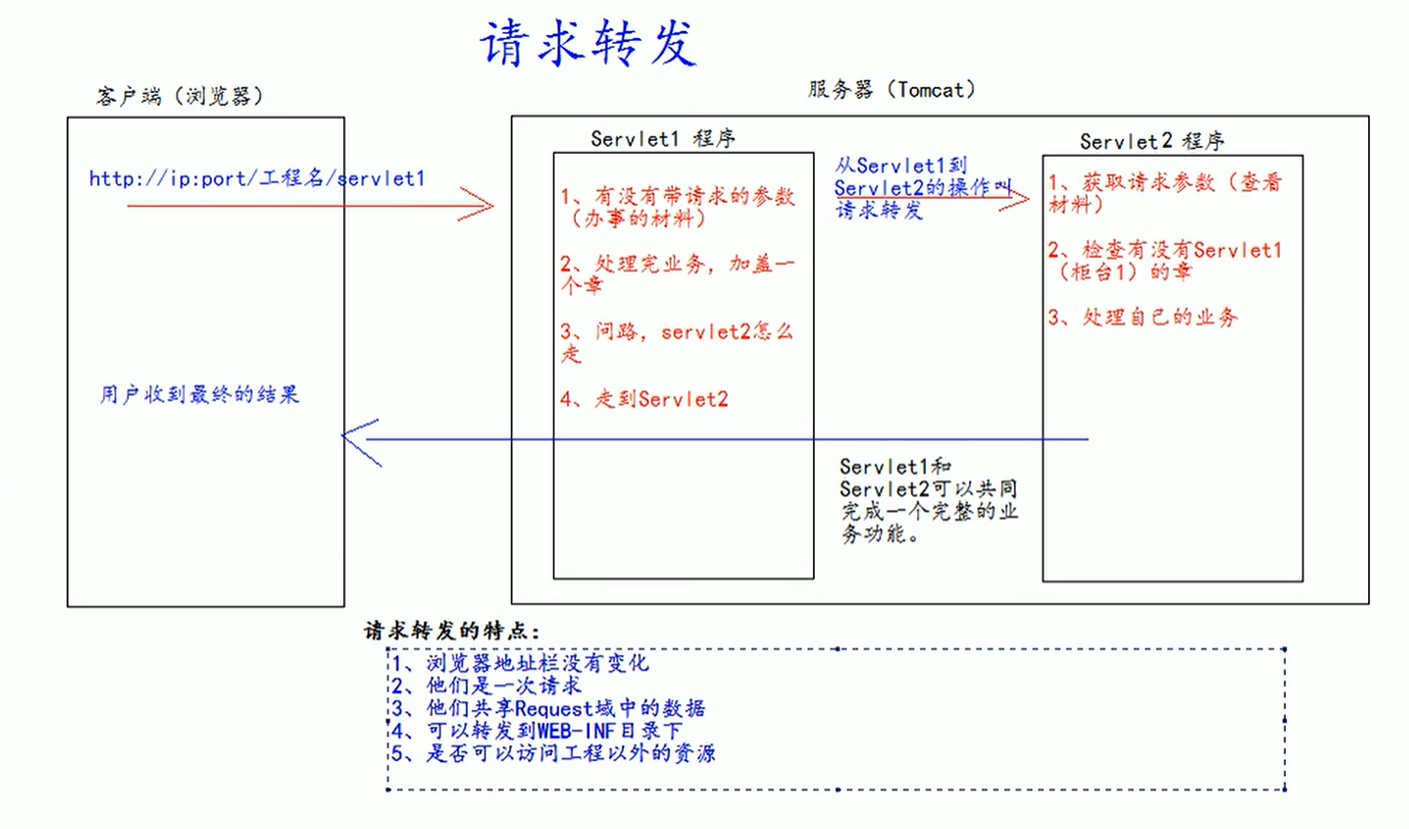 请求转发
客户端（浏览器）
服务器（Tomcat）
http://ip:port/工程名/servlet1
用户收到最终的结果
Servlet1 程序
1、有没有带请求的参数
（办事的材料）
2、处理完业务，加盖一
个章
3、问路，servlet2怎么
走
4、走到Servlet2
从Servlet1到
Servlet2的操作叫
请求转发
Servlet2 程序
1、获取请求参数（查看
材料）
2、检查有没有Servlet1
（柜台1）的章
3、处理自己的业务
Servlet1和
Servlet2可以共同
完成一个完整的业
务功能。
请求转发的特点：
1、浏览器地址栏没有变化
2、他们是一次请求
3、他们共享Request域中的数据
4、可以转发到WEB-INF目录下
5、是否可以访问工程以外的资源